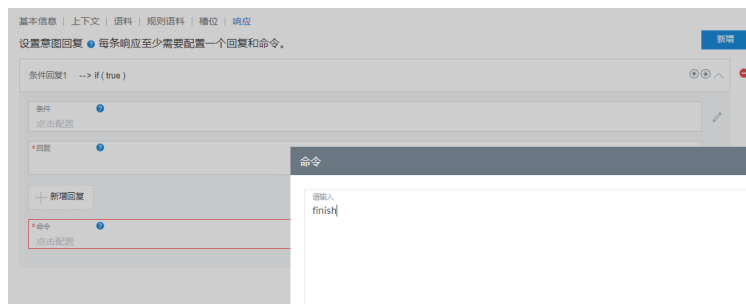 基本信息 | 上下文 | 语料 | 规则语料 | 槽位 | 响应
设置意图回复 ? 每条响应至少需要配置一个回复和命令。
新增
条件回复1 --> if ( true )
条件 ?
点击配置
*回复 ?
新增回复
*命令 ?
点击配置
命令
请输入
finish